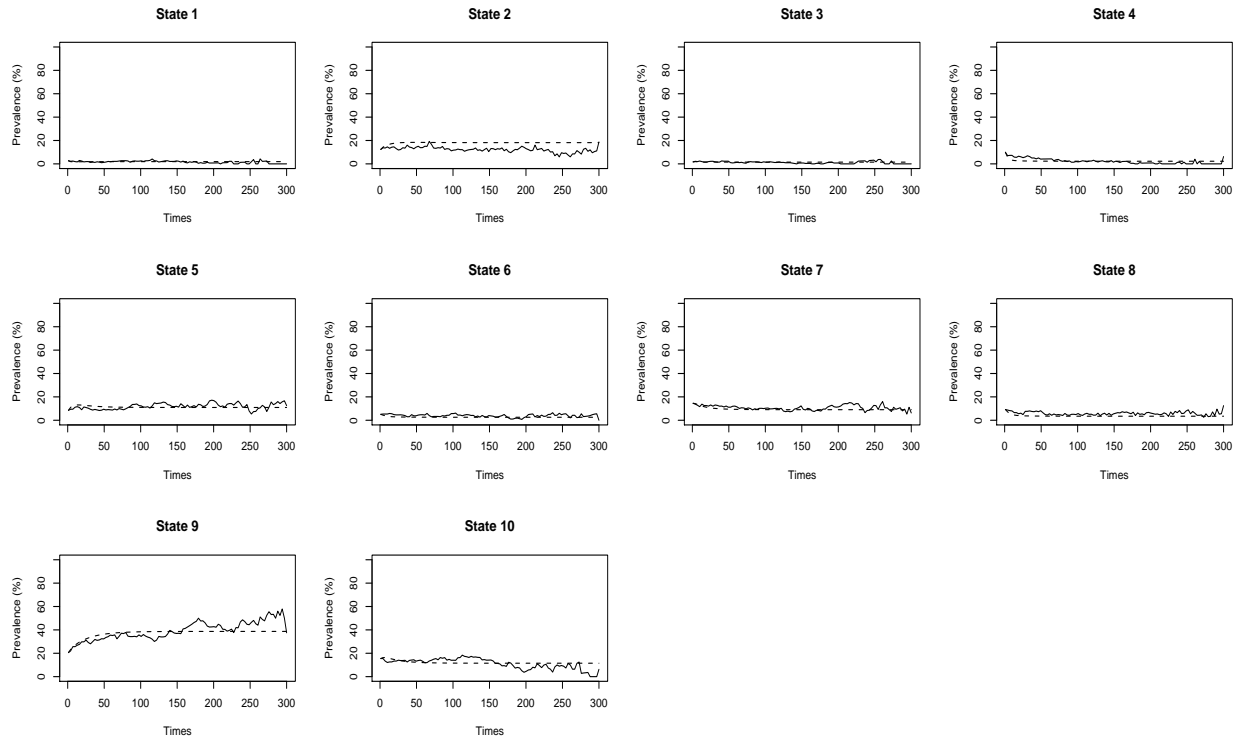 State 1
Prevalence (%)
0 20 40 60 80
0 50 100 150 200 250 300
Times
State 2
Prevalence (%)
0 20 40 60 80
0 50 100 150 200 250 300
Times
State 3
Prevalence (%)
0 20 40 60 80
0 50 100 150 200 250 300
Times
State 4
Prevalence (%)
0 20 40 60 80
0 50 100 150 200 250 300
Times
State 5
Prevalence (%)
0 20 40 60 80
0 50 100 150 200 250 300
Times
State 6
Prevalence (%)
0 20 40 60 80
0 50 100 150 200 250 300
Times
State 7
Prevalence (%)
0 20 40 60 80
0 50 100 150 200 250 300
Times
State 8
Prevalence (%)
0 20 40 60 80
0 50 100 150 200 250 300
Times
State 9
Prevalence (%)
0 20 40 60 80
0 50 100 150 200 250 300
Times
State 10
Prevalence (%)
0 20 40 60 80
0 50 100 150 200 250 300
Times